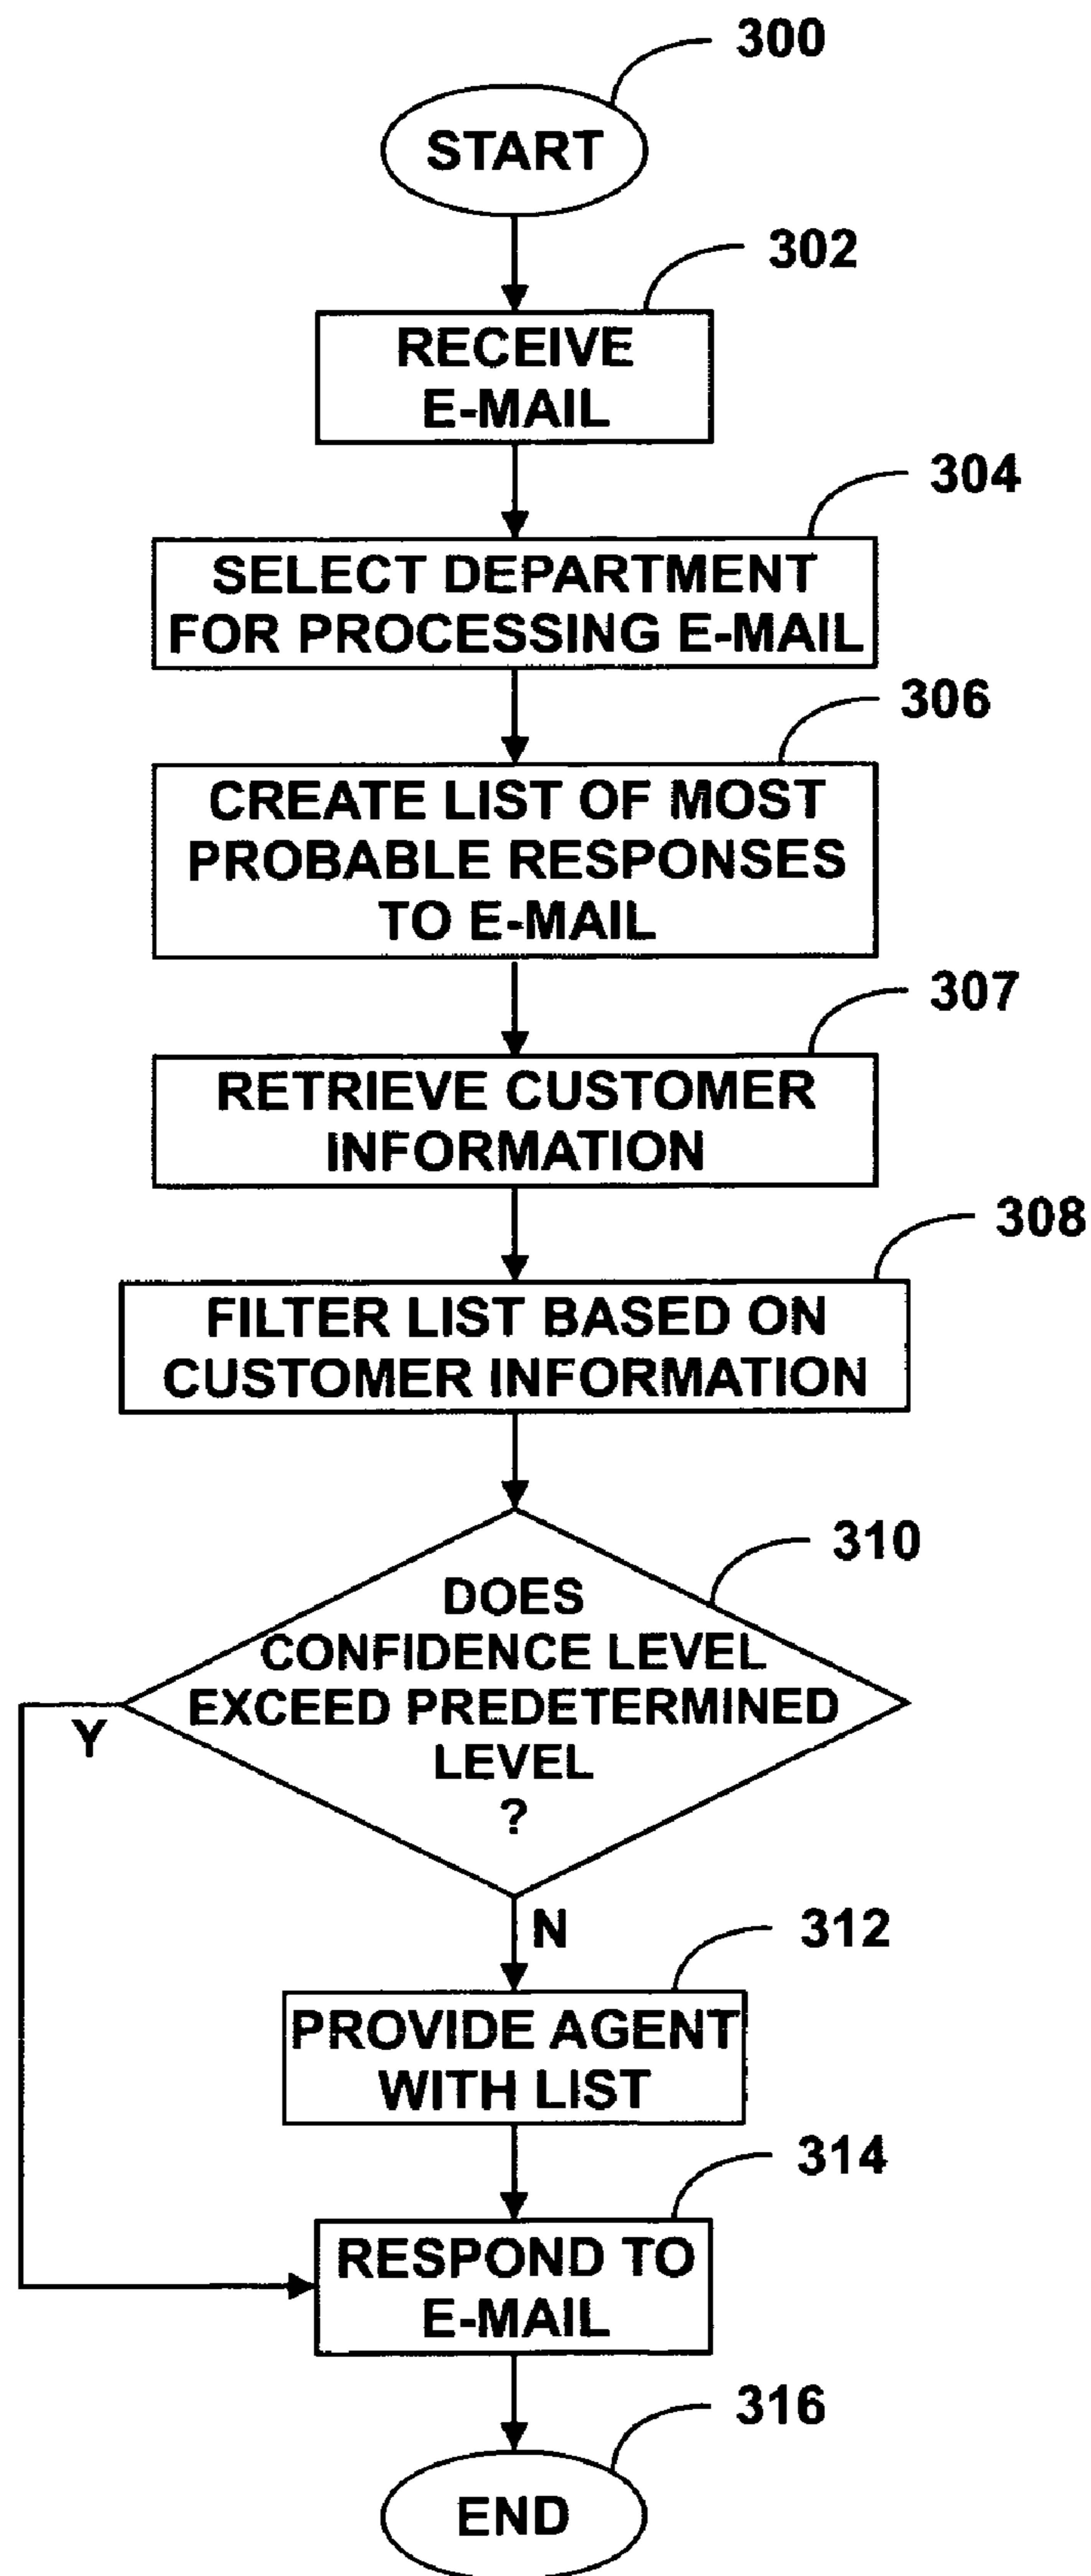 300
START
302
RECEIVE
E-MAIL
304
SELECT DEPARTMENT
FOR PROCESSING E-MAIL
306
CREATE LIST OF MOST
PROBABLE RESPONSES
TO E-MAIL
307
RETRIEVE CUSTOMER
INFORMATION
308
FILTER LIST BASED ON
CUSTOMER INFORMATION
310
DOES
CONFIDENCE LEVEL
EXCEED PREDETERMINED
LEVEL
?
Y
N
312
PROVIDE AGENT
WITH LIST
314
RESPOND TO
E-MAIL
316
END